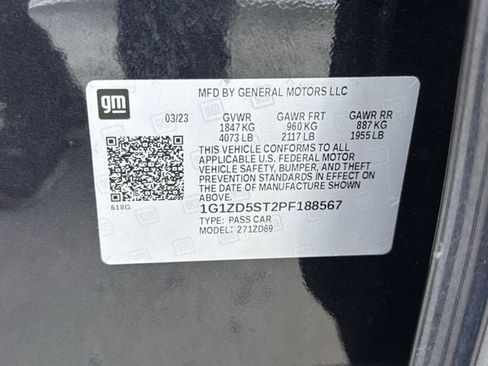 gm
MFD BY GENERAL MOTORS LLC
03/23 GVWR GAWR FRT GAWR RR
1847 KG 960 KG 887 KG
4073 LB 2117 LB 1955 LB
THIS VEHICLE CONFORMS TO ALL
APPLICABLE U.S. FEDERAL MOTOR
VEHICLE SAFETY, BUMPER, AND THEFT
PREVENTION STANDARDS IN EFFECT ON
THE DATE OF MANUFACTURE SHOWN
ABOVE.
618G
1G1ZD5ST2PF188567
TYPE: PASS CAR
MODEL: 271ZD69